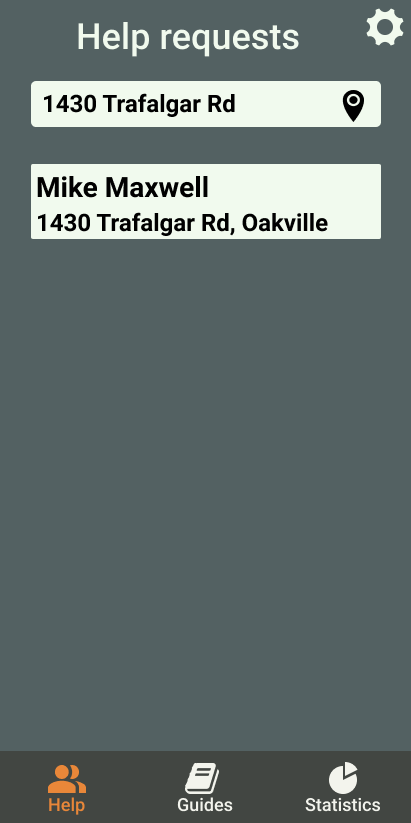 Help requests
1430 Trafalgar Rd
Mike Maxwell
1430 Trafalgar Rd, Oakville
Help
Guides
Statistics